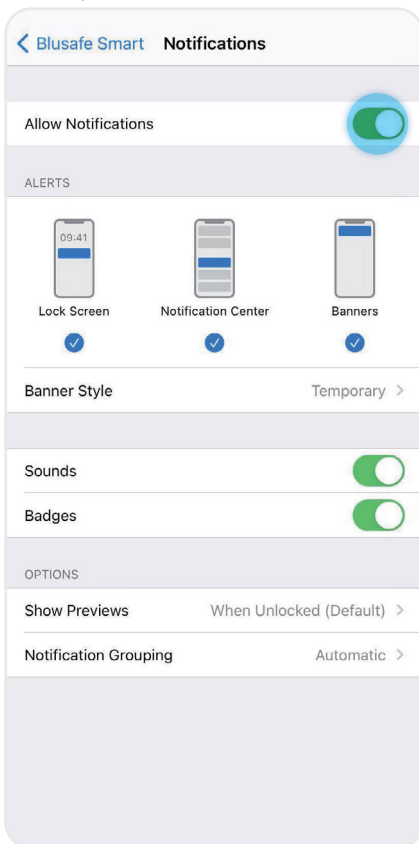 Blusafe Smart Notifications
Allow Notifications
ALERTS
09:41
Lock Screen Notification Center Banners
Banner Style Temporary
Sounds
Badges
OPTIONS
Show Previews When Unlocked (Default)
Notification Grouping Automatic